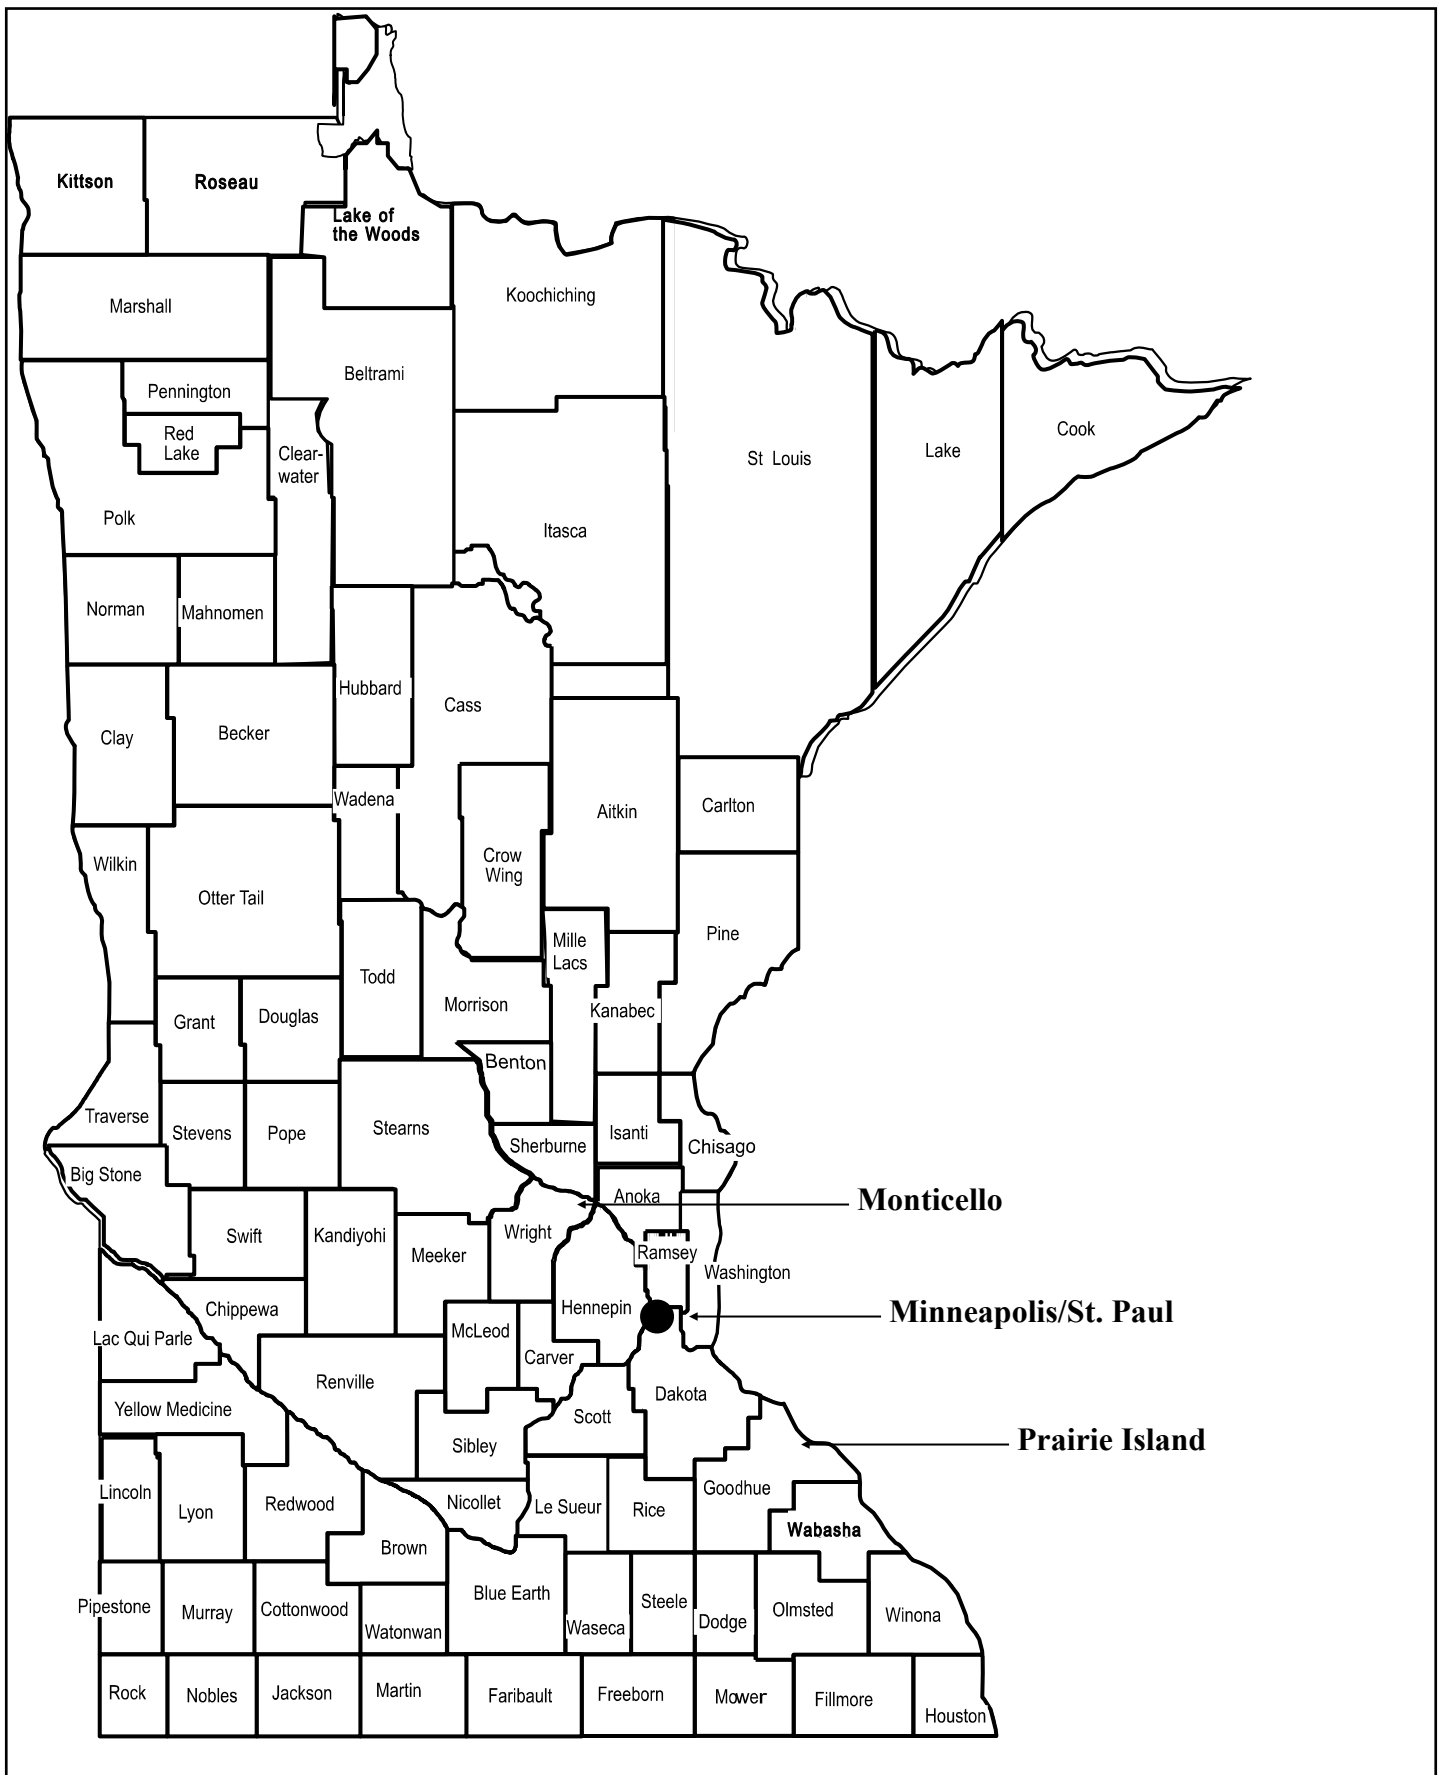 Kittson
Roseau
Lake of
the Woods
Koochiching
Marshall
Beltrami
Pennington
Red
Lake
Clear-
water
Cook
Lake
St Louis
Polk
Itasca
Norman
Mahnomen
Hubbard
Cass
Clay
Becker
Wadena
Aitkin
Carlton
Wilkin
Crow
Wing
Otter Tail
Pine
Mille
Lacs
Todd
Morrison
Kanabec
Grant
Douglas
Benton
Traverse
Stevens
Pope
Stearns
Sherburne
Isanti
Chisago
Big Stone
Anoka
Monticello
Swift
Kandiyohi
Wright
Meeker
Ramsey
Washington
Chippewa
Hennepin
Minneapolis/St. Paul
Lac Qui Parle
McLeod
Carver
Renville
Dakota
Yellow Medicine
Scott
Sibley
Prairie Island
Lincoln
Lyon
Redwood
Nicollet
Le Sueur
Rice
Goodhue
Wabasha
Brown
Blue Earth
Pipestone
Murray
Cottonwood
Watonwan
Waseca
Steele
Dodge
Olmsted
Winona
Rock
Nobles
Jackson
Martin
Faribault
Freeborn
Mower
Fillmore
Houston